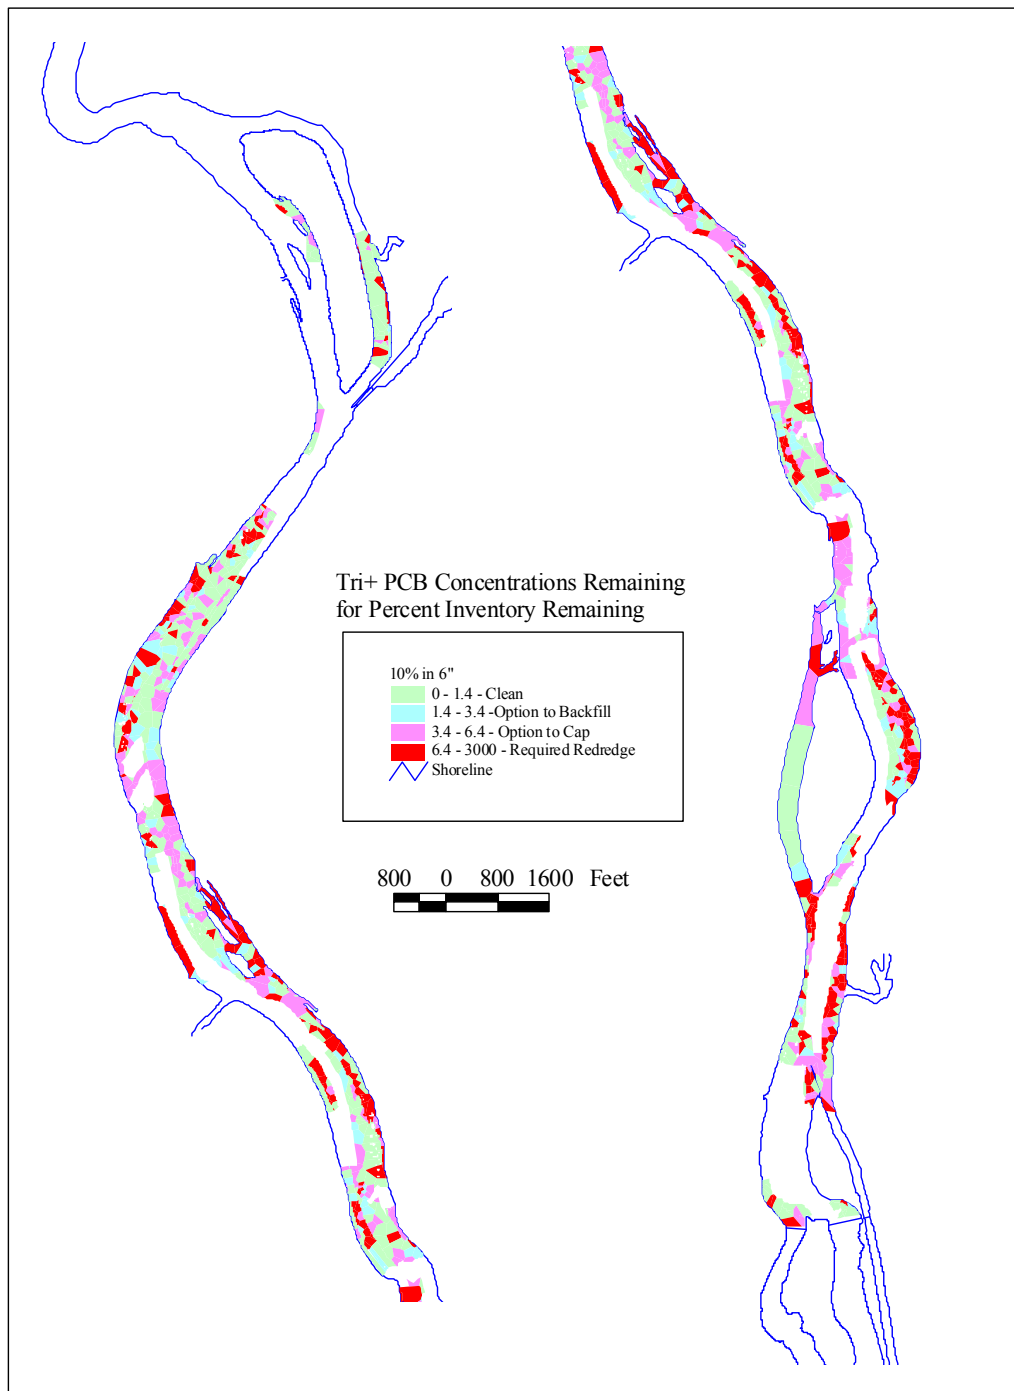 Tri+ PCB Concentrations Remaining
for Percent Inventory Remaining
10% in 6"
0 - 1.4 - Clean
1.4 - 3.4 -Option to Backfill
3.4 - 6.4 - Option to Cap
6.4 - 3000 - Required Redredge
Shoreline
800 0 800 1600 Feet